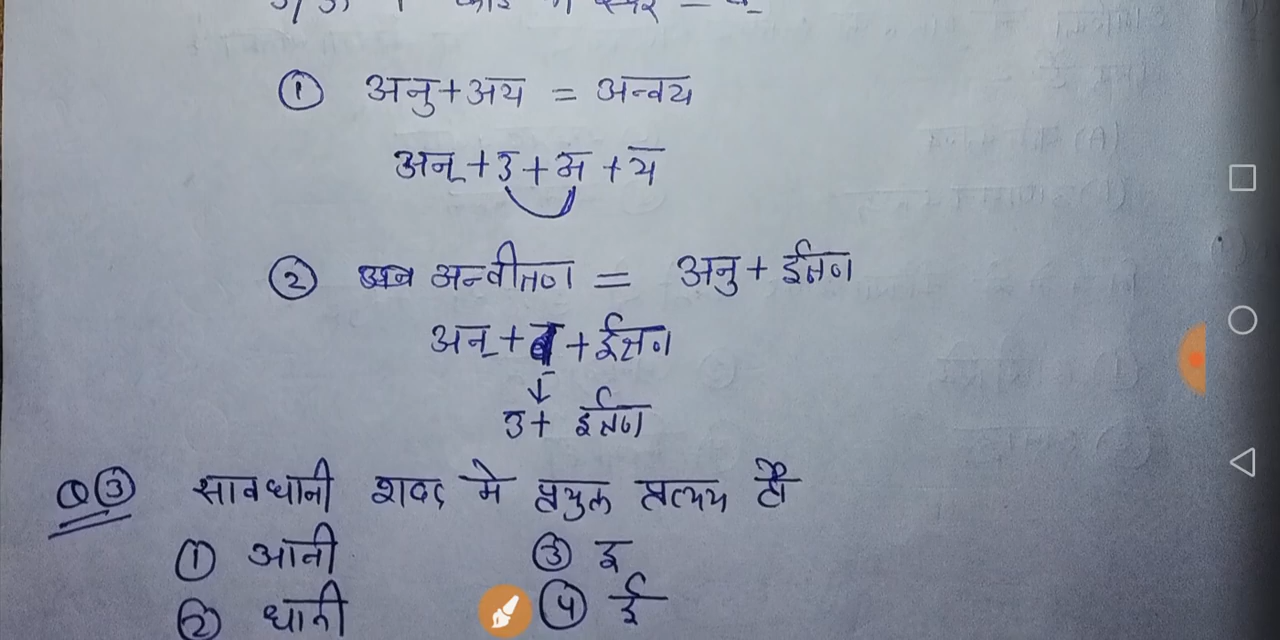 ① अनु+अय = अन्वय
अन्+उ+अ+य
② अन्वीक्षण = अनु+ईक्षण
अन्+व+ईक्षण
↓
उ+ ईक्षण
Q③ सावधानी शब्द मे प्रयुक्त प्रत्यय है
① आनी ③ इ
② धानी ④ ई